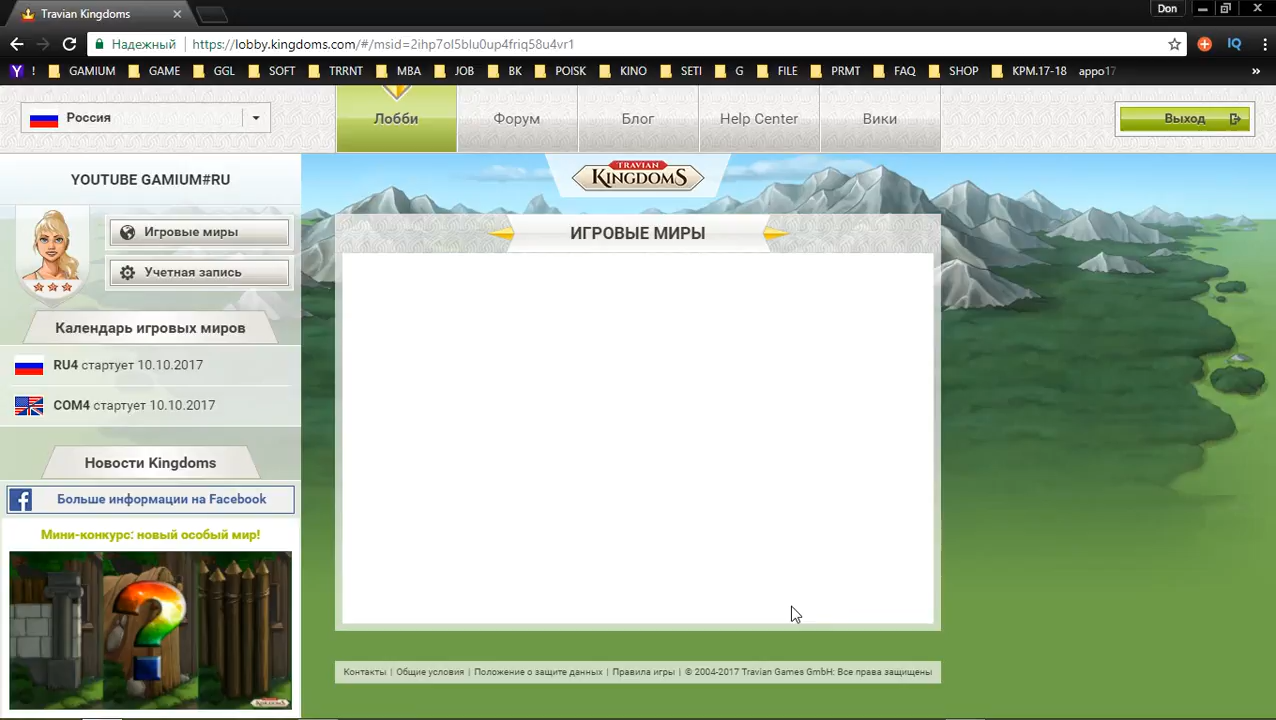 Travian Kingdoms
Don
Надежный
https://lobby.kingdoms.com/#/msid=2ihp7ol5blu0up4friq58u4vr1
! GAMIUM GAME GGL SOFT TRRNT MBA JOB BK POISK KINO SETI G FILE PRMT FAQ SHOP KPM.17-18 appo17 »
Россия
Лобби Форум Блог Help Center Вики
Выход
YOUTUBE GAMIUM#RU
TRAVIAN
KINGDOMS
Игровые миры
ИГРОВЫЕ МИРЫ
Учетная запись
Календарь игровых миров
RU4 стартует 10.10.2017
COM4 стартует 10.10.2017
Новости Kingdoms
Больше информации на Facebook
Мини-конкурс: новый особый мир!
Контакты | Общие условия | Положение о защите данных | Правила игры | © 2004-2017 Travian Games GmbH: Все права защищены